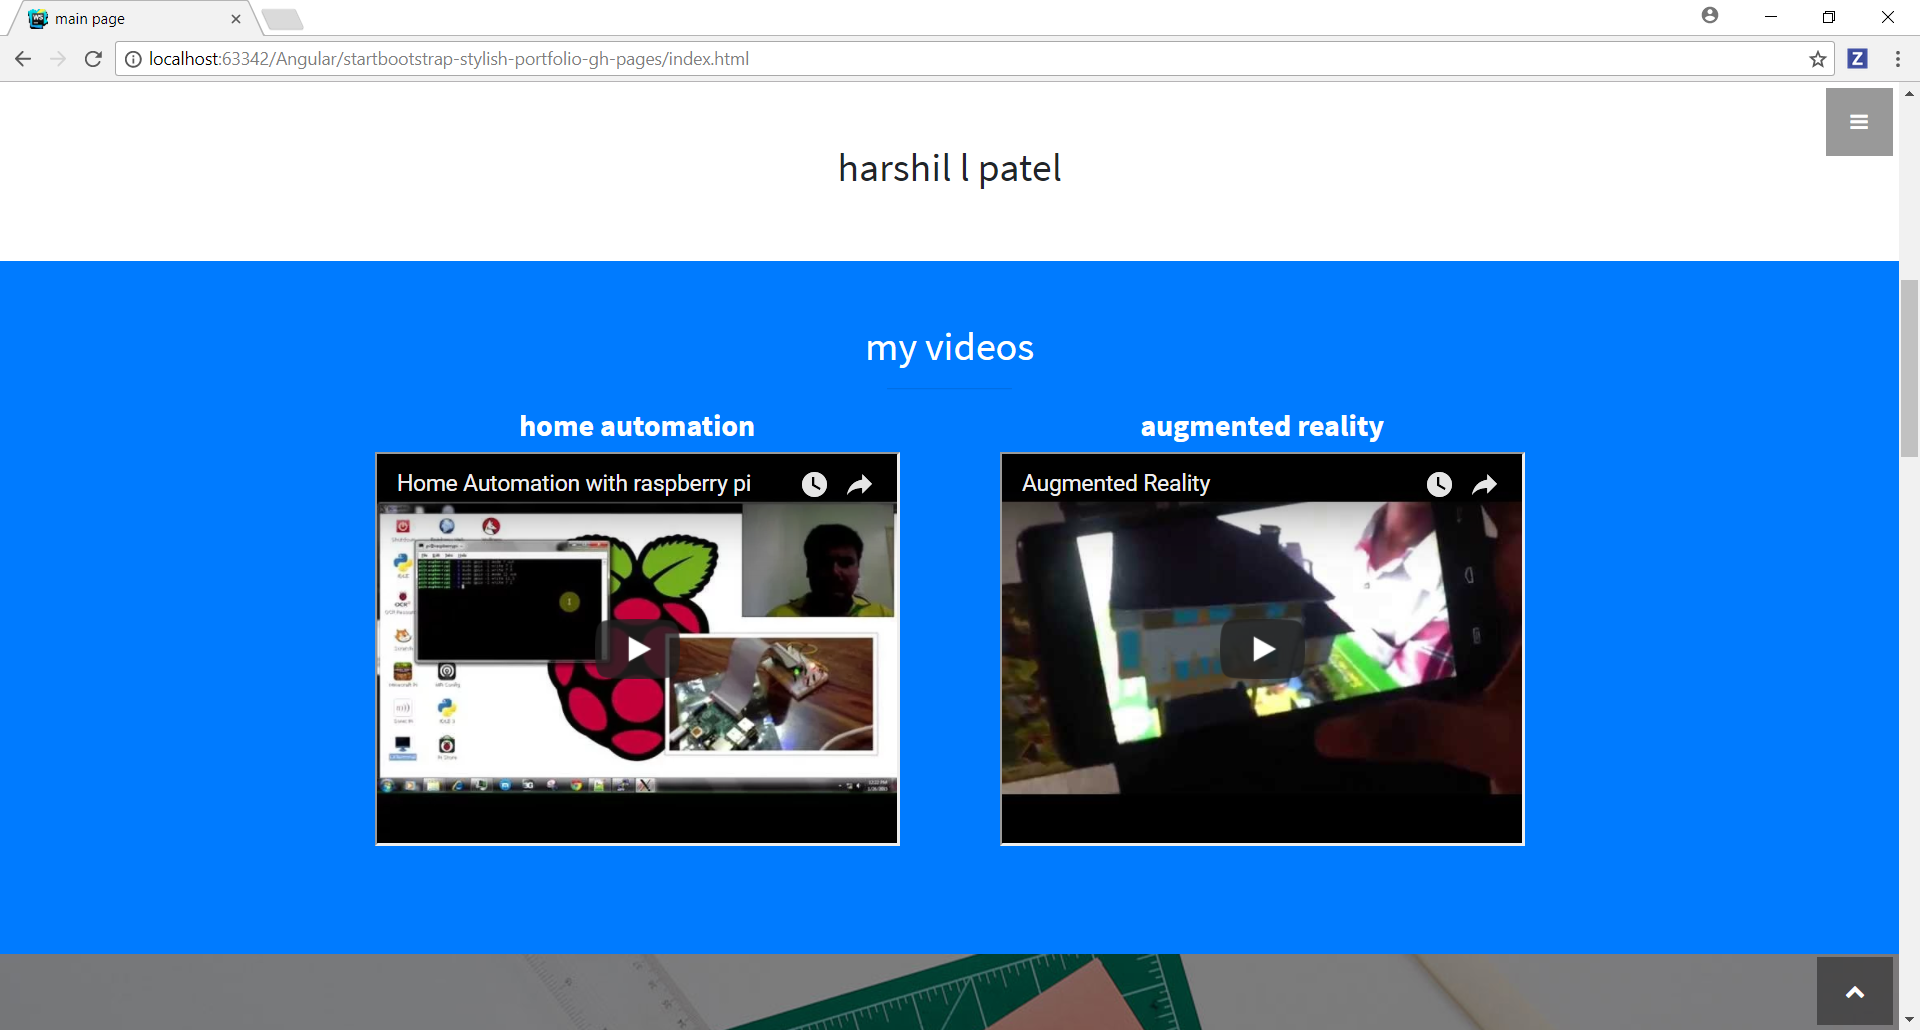 main page
localhost:63342/Angular/startbootstrap-stylish-portfolio-gh-pages/index.html
Z
harshil l patel
my videos
home automation
augmented reality
Home Automation with raspberry pi
Augmented Reality